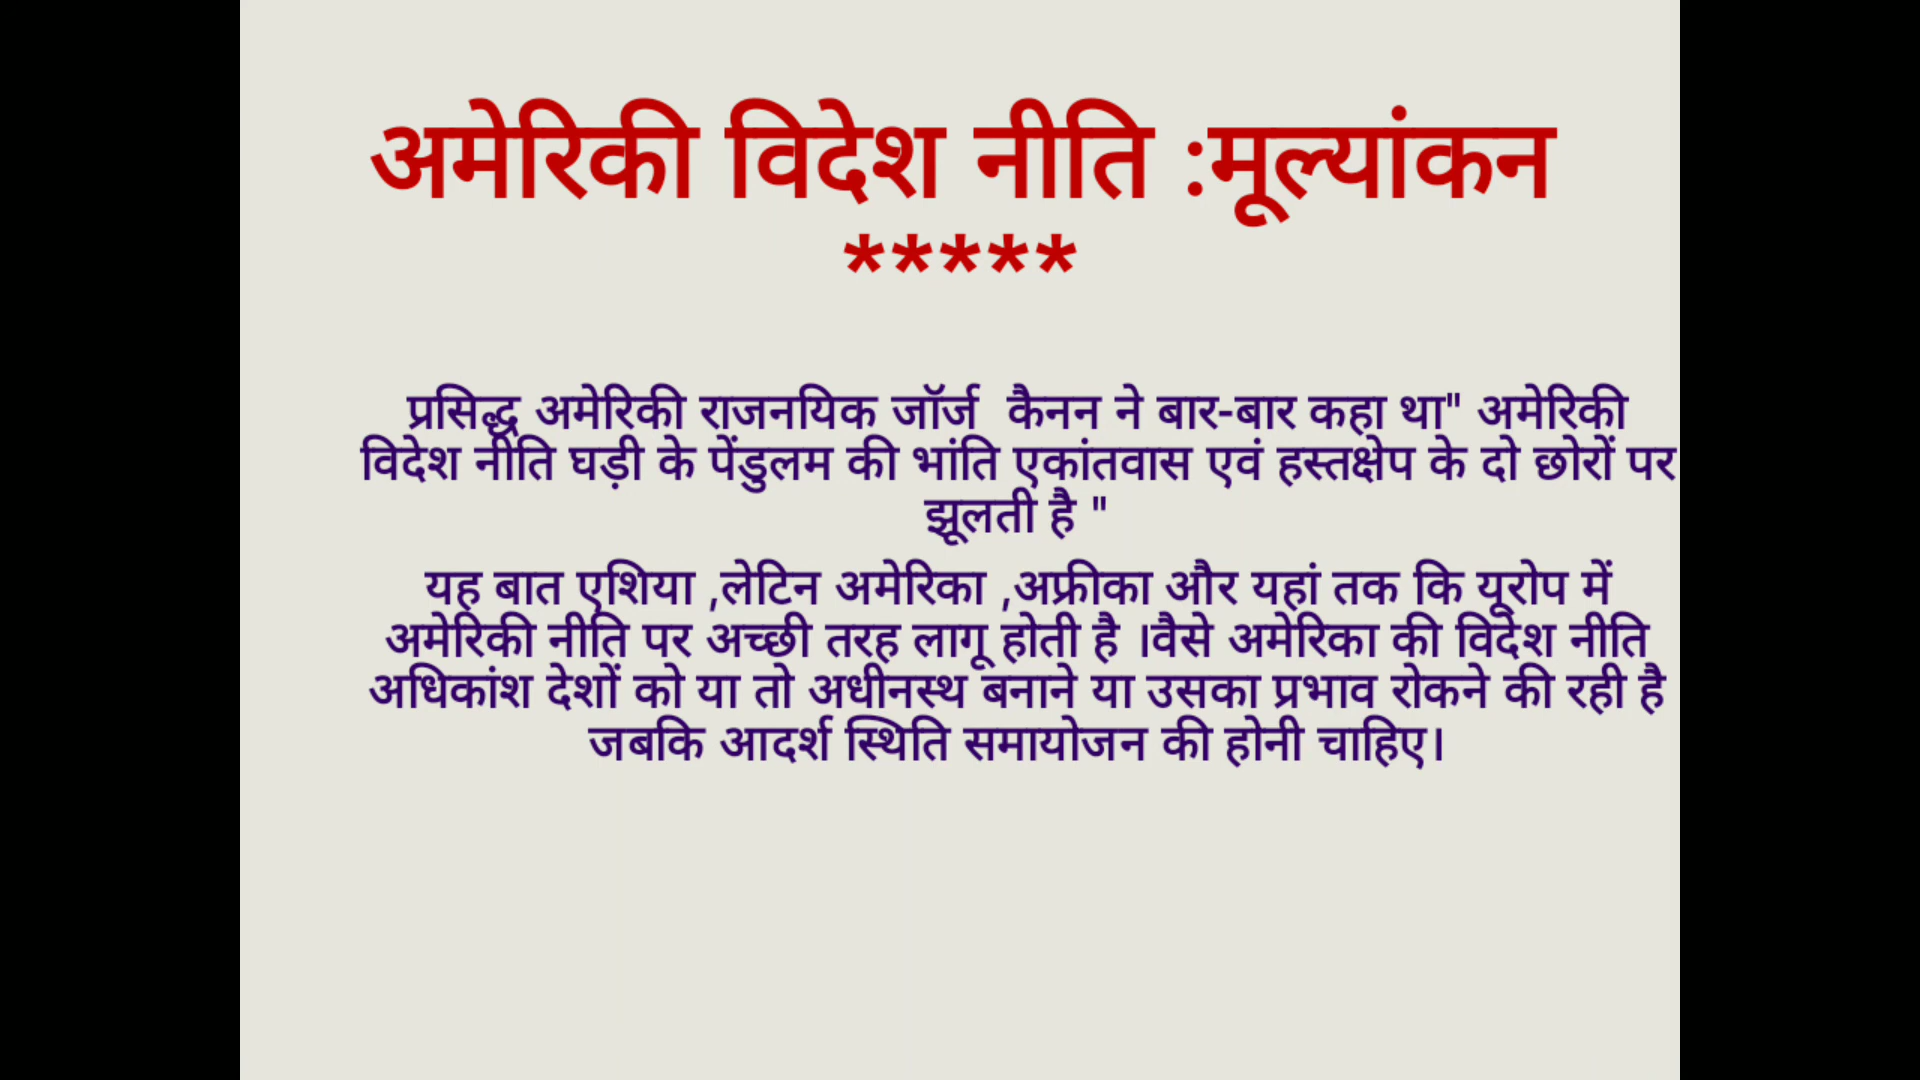 अमेरिकी विदेश नीति :मूल्यांकन
*****
प्रसिद्ध अमेरिकी राजनयिक जॉर्ज  कैनन ने बार-बार कहा था" अमेरिकी
विदेश नीति घड़ी के पेंडुलम की भांति एकांतवास एवं हस्तक्षेप के दो छोरों पर
झूलती है "
यह बात एशिया ,लेटिन अमेरिका ,अफ्रीका और यहां तक कि यूरोप में
अमेरिकी नीति पर अच्छी तरह लागू होती है ।वैसे अमेरिका की विदेश नीति
अधिकांश देशों को या तो अधीनस्थ बनाने या उसका प्रभाव रोकने की रही है
जबकि आदर्श स्थिति समायोजन की होनी चाहिए।